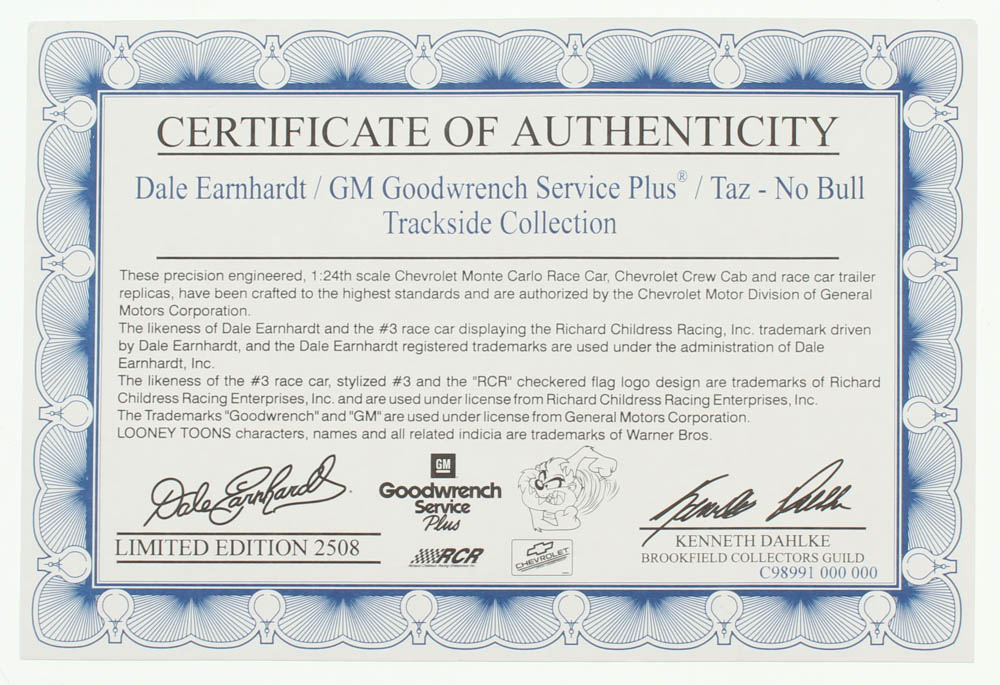 CERTIFICATE OF AUTHENTICITY
Dale Earnhardt / GM Goodwrench Service Plus® / Taz - No Bull
Trackside Collection
These precision engineered, 1:24th scale Chevrolet Monte Carlo Race Car, Chevrolet Crew Cab and race car trailer
replicas, have been crafted to the highest standards and are authorized by the Chevrolet Motor Division of General
Motors Corporation.
The likeness of Dale Earnhardt and the #3 race car displaying the Richard Childress Racing, Inc. trademark driven
by Dale Earnhardt, and the Dale Earnhardt registered trademarks are used under the administration of Dale
Earnhardt, Inc.
The likeness of the #3 race car, stylized #3 and the "RCR" checkered flag logo design are trademarks of Richard
Childress Racing Enterprises, Inc. and are used under license from Richard Childress Racing Enterprises, Inc.
The Trademarks "Goodwrench" and "GM" are used under license from General Motors Corporation.
LOONEY TOONS characters, names and all related indicia are trademarks of Warner Bros.
Dale Earnhardt.
LIMITED EDITION 2508
GM
Goodwrench
Service
Plus
RCR
CHEVROLET
Kenneth Dahlke
KENNETH DAHLKE
BROOKFIELD COLLECTORS GUILD
C98991 000 000